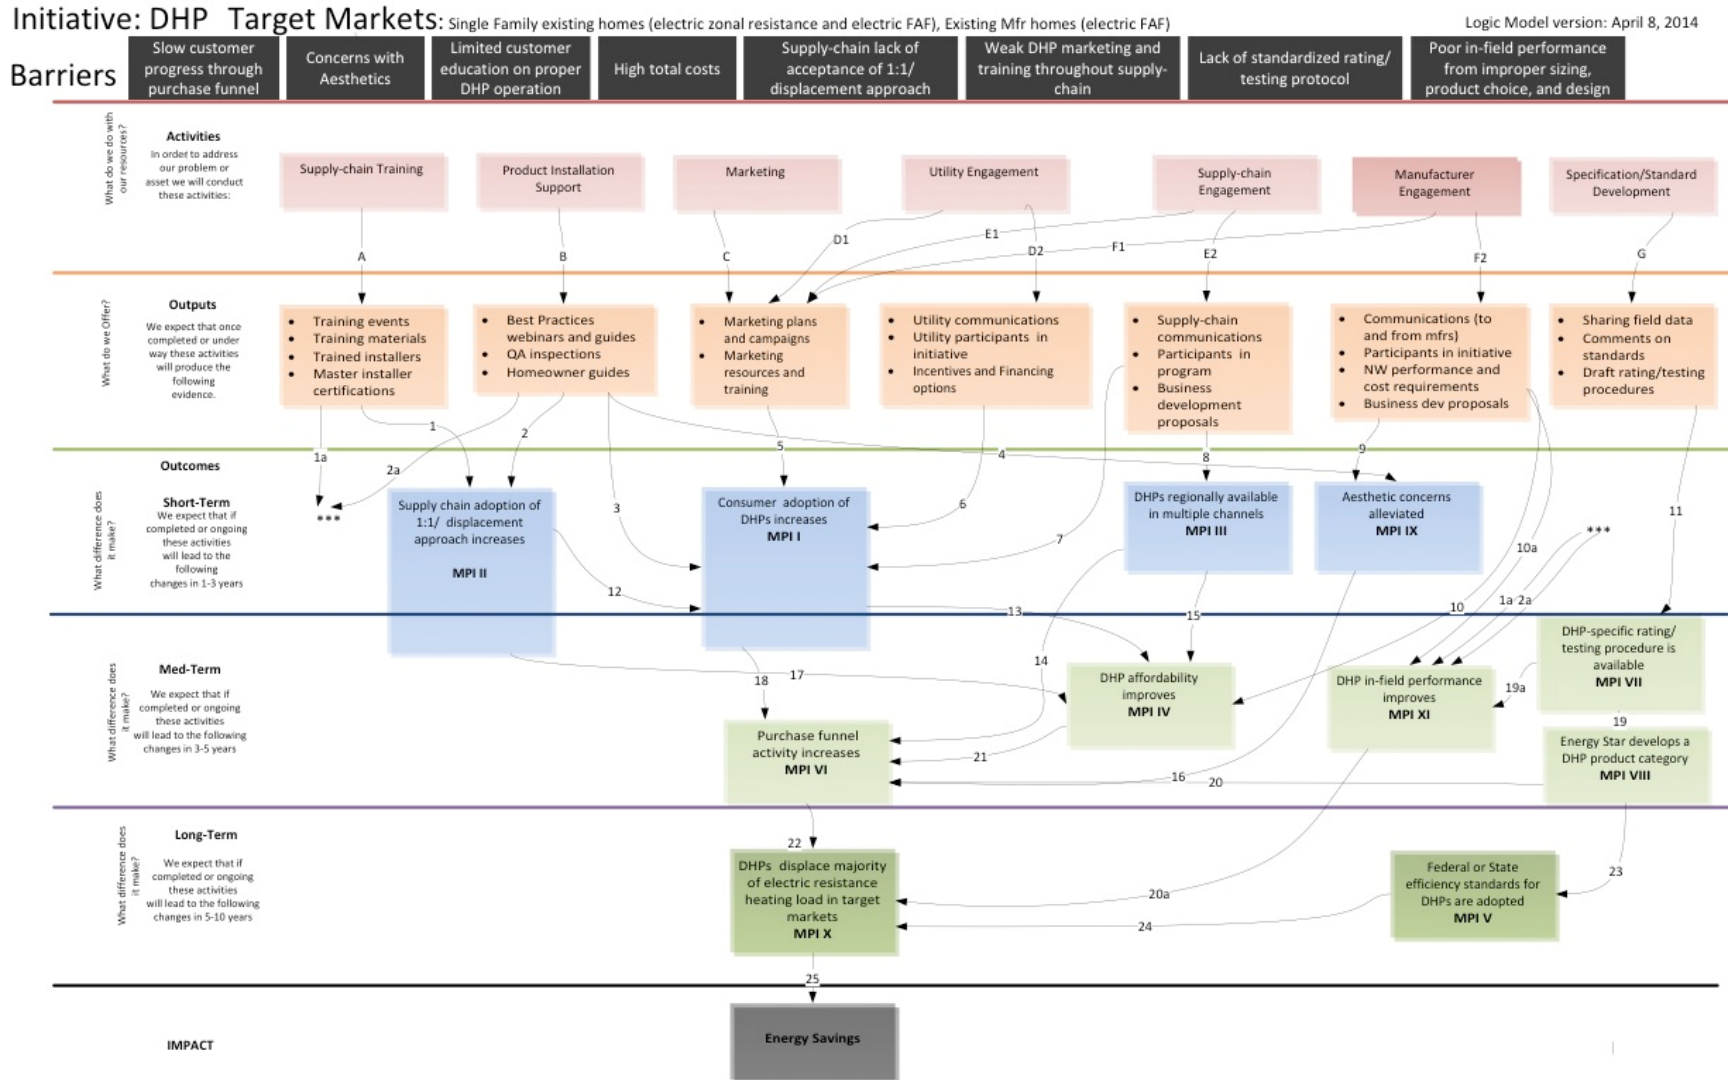 Initiative: DHP Target Markets: Single Family existing homes (electric zonal resistance and electric FAF), Existing Mfr homes (electric FAF)
Logic Model version: April 8, 2014
Barriers
Slow customer
progress through
purchase funnel
Concerns with
Aesthetics
Limited customer
education on proper
DHP operation
High total costs
Supply-chain lack of
acceptance of 1:1/
displacement approach
Weak DHP marketing and
training throughout supply-
chain
Lack of standardized rating/
testing protocol
Poor in-field performance
from improper sizing,
product choice, and design
What do we do with
our resources?
Activities
In order to address
our problem or
asset we will conduct
these activities:
Supply-chain Training
Product Installation
Support
Marketing
Utility Engagement
Supply-chain
Engagement
Manufacturer
Engagement
Specification/Standard
Development
A
B
C
D1
E1
D2
F1
E2
F2
G
What do we Offer?
Outputs
We expect that once
completed or under
way these activities
will produce the
following
evidence.
• Training events
• Training materials
• Trained installers
• Master installer
certifications
• Best Practices
webinars and guides
• QA inspections
• Homeowner guides
• Marketing plans
and campaigns
• Marketing
resources and
training
• Utility communications
• Utility participants in
initiative
• Incentives and Financing
options
• Supply-chain
communications
• Participants in
program
• Business
development
proposals
• Communications (to
and from mfrs)
• Participants in initiative
• NW performance and
cost requirements
• Business dev proposals
• Sharing field data
• Comments on
standards
• Draft rating/testing
procedures
1
2
1a
2a
3
5
4
6
7
8
9
10a
10
11
Outcomes
What difference does
it make?
Short-Term
We expect that if
completed or ongoing
these activities
will lead to the
following
changes in 1-3 years
***
Supply chain adoption of
1:1/ displacement
approach increases
MPI II
Consumer adoption of
DHPs increases
MPI I
DHPs regionally available
in multiple channels
MPI III
Aesthetic concerns
alleviated
MPI IX
***
1a
2a
12
13
14
15
What difference does
it make?
Med-Term
We expect that if
completed or ongoing
these activities
will lead to the following
changes in 3-5 years
17
18
Purchase funnel
activity increases
MPI VI
DHP affordability
improves
MPI IV
DHP in-field performance
improves
MPI XI
DHP-specific rating/
testing procedure is
available
MPI VII
19a
19
Energy Star develops a
DHP product category
MPI VIII
21
16
20
What difference does
it make?
Long-Term
We expect that if
completed or ongoing
these activities
will lead to the following
changes in 5-10 years
22
DHPs displace majority
of electric resistance
heating load in target
markets
MPI X
20a
24
Federal or State
efficiency standards for
DHPs are adopted
MPI V
23
25
IMPACT
Energy Savings